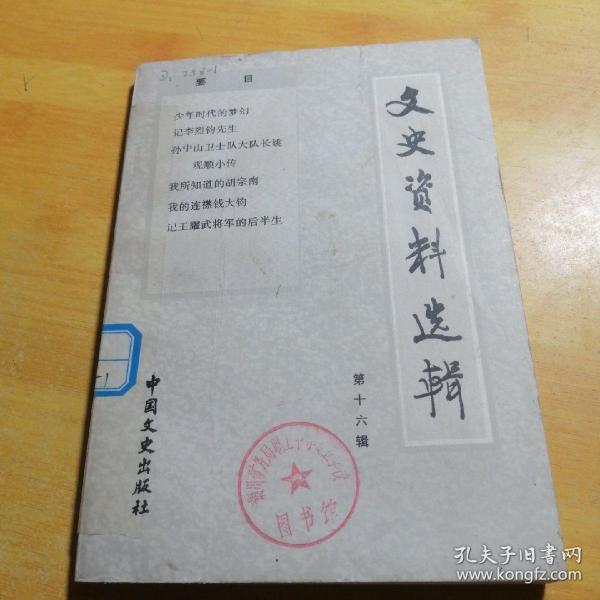 D. 258-1
要 目
少年时代的梦幻
记李烈钧先生
孙中山卫士队大队长姚
观顺小传
我所知道的胡宗南
我的连襟钱大钧
记王耀武将军的后半生
文史资料选辑
第十六辑
中国文史出版社
-1
图书馆
孔夫子旧书网
www.kongfz.com